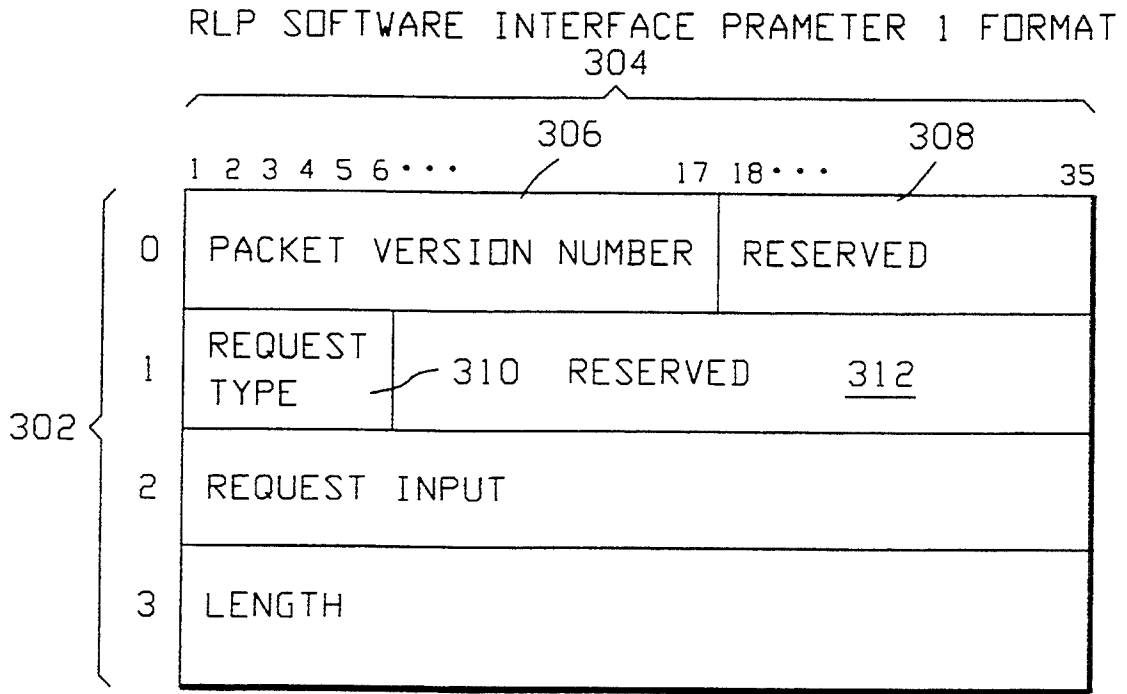 RLP SOFTWARE INTERFACE PRAMETER 1 FORMAT
304
306 308
1 2 3 4 5 6 ··· 17 18 ··· 35
0 PACKET VERSION NUMBER RESERVED
1 REQUEST TYPE 310 RESERVED 312
302
2 REQUEST INPUT
3 LENGTH